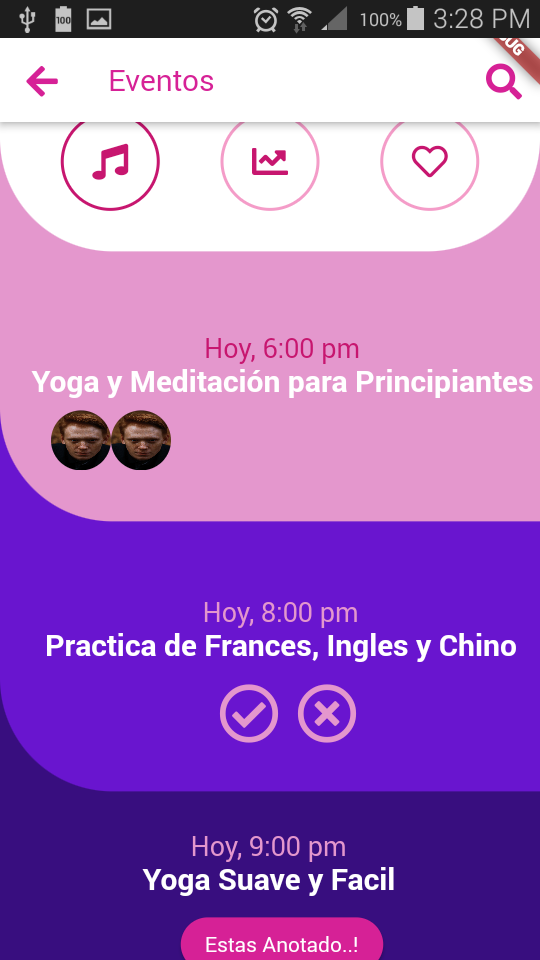 100
100%
3:28 PM
Eventos
Hoy, 6:00 pm
Yoga y Meditación para Principiantes
Hoy, 8:00 pm
Practica de Frances, Ingles y Chino
Hoy, 9:00 pm
Yoga Suave y Facil
Estas Anotado..!